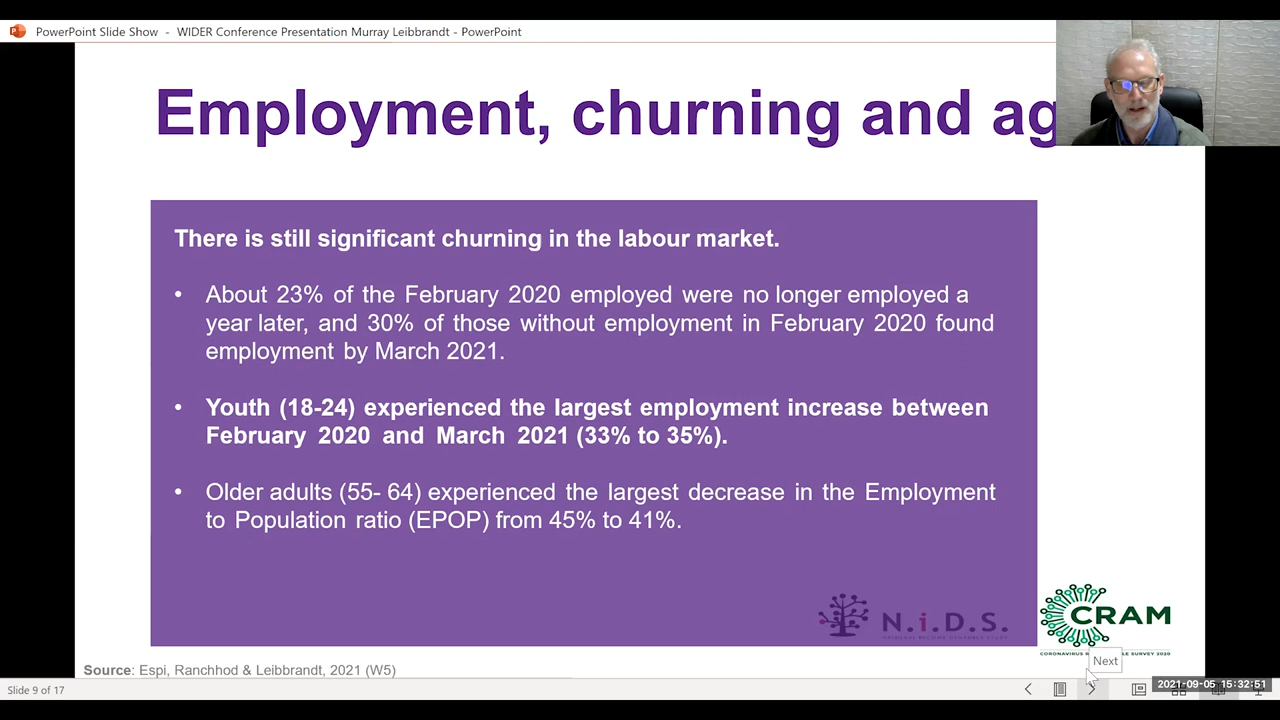 PowerPoint Slide Show - WIDER Conference Presentation Murray Leibbrandt - PowerPoint
Employment, churning and ag
There is still significant churning in the labour market.
• About 23% of the February 2020 employed were no longer employed a
year later, and 30% of those without employment in February 2020 found
employment by March 2021.
• Youth (18-24) experienced the largest employment increase between
February 2020 and March 2021 (33% to 35%).
• Older adults (55- 64) experienced the largest decrease in the Employment
to Population ratio (EPOP) from 45% to 41%.
N.i.D.S.
CRAM
Next
Source: Espi, Ranchhod & Leibbrandt, 2021 (W5)
Slide 9 of 17
2021-09-05 15:32:51